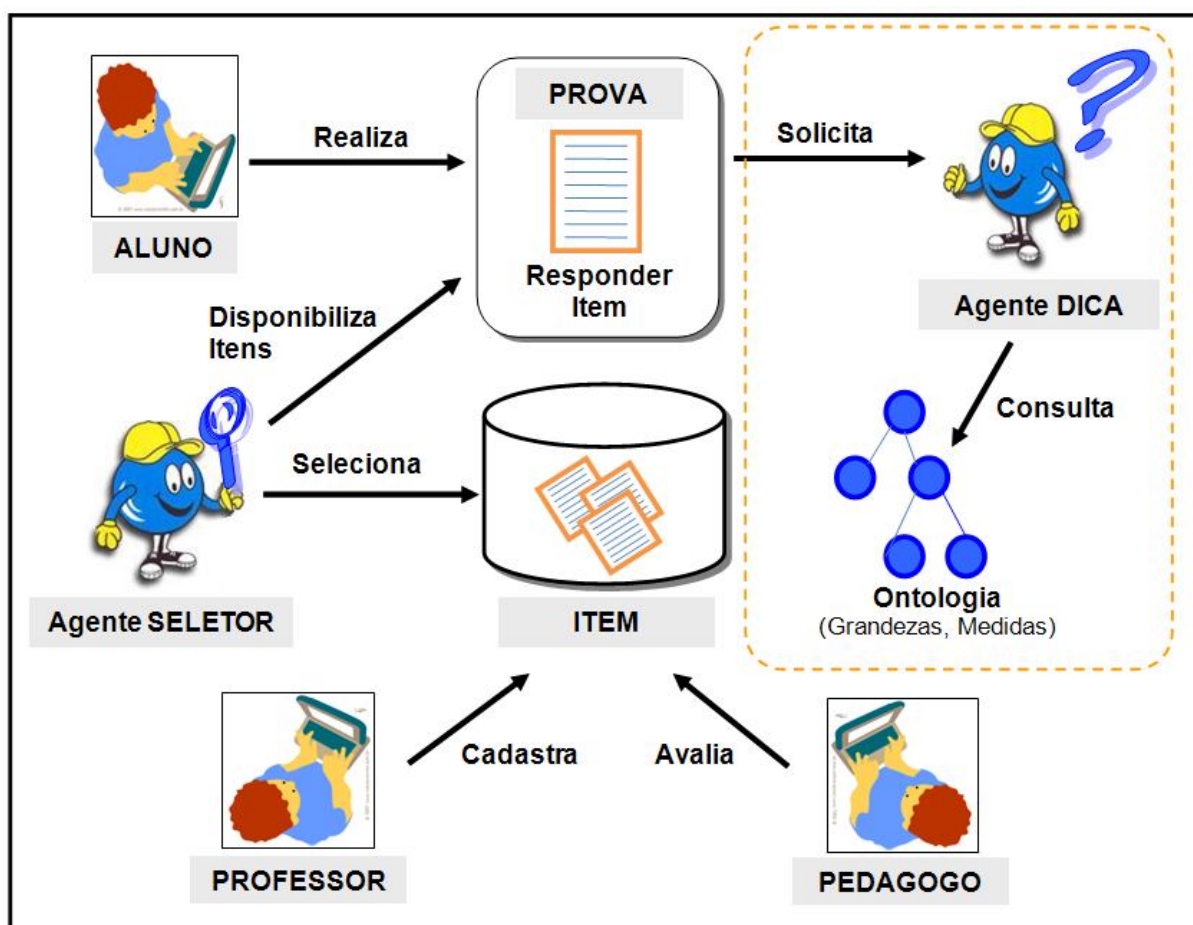 PROVA
Realiza
Solicita
ALUNO
Responder
Item
Agente DICA
Disponibiliza
Itens
Consulta
Seleciona
Ontologia
(Grandezas, Medidas)
Agente SELETOR
ITEM
Cadastra
Avalia
PROFESSOR
PEDAGOGO